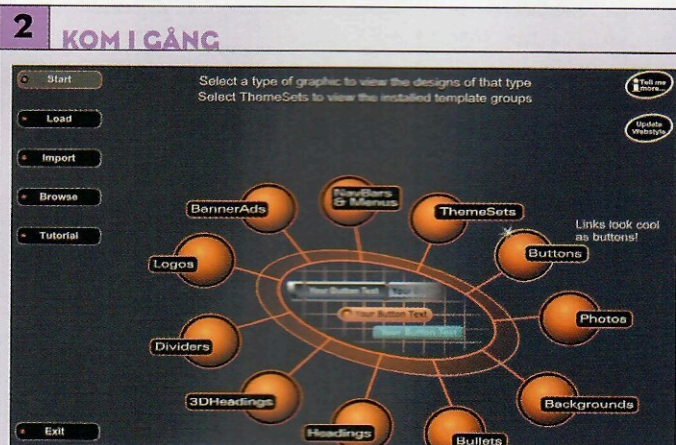 2
KOM I GÅNG
Start
Select a type of graphic to view the designs of that type
Select ThemeSets to view the installed template groups
Tell me
more...
Load
Update
Webstyle
Import
Browse
Tutorial
NavBars
& Menus
BannerAds
ThemeSets
Links look cool
as buttons!
Buttons
Logos
Your Button Text
Your Button Text
Your Button Text
Photos
Dividers
3DHeadings
Backgrounds
Headings
Bullets
Exit